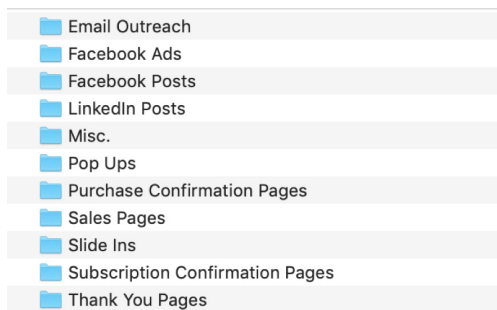 Email Outreach
Facebook Ads
Facebook Posts
LinkedIn Posts
Misc.
Pop Ups
Purchase Confirmation Pages
Sales Pages
Slide Ins
Subscription Confirmation Pages
Thank You Pages